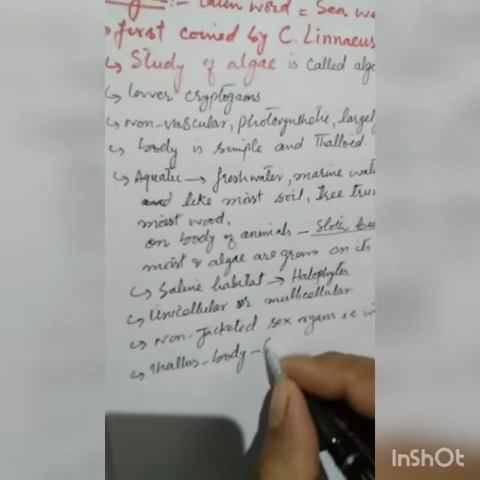 :- Latin word = Sea
first coined by C. Linnaeus
↳ Study of algae is called
↳ Lower cryptogams
↳ Non-vascular, photosynthetic, largely
↳ body is simple and Thalloid.
↳ Aquatic → freshwater, marine
and like moist soil, tree
moist wood,
on body of animals - Sloth
moist & algae are grows on its
↳ Saline habitat → Halophytes
↳ Unicellular or multicellular
↳ Non-Jacketed sex organs i.e
↳ Thallus-body -
InShOt